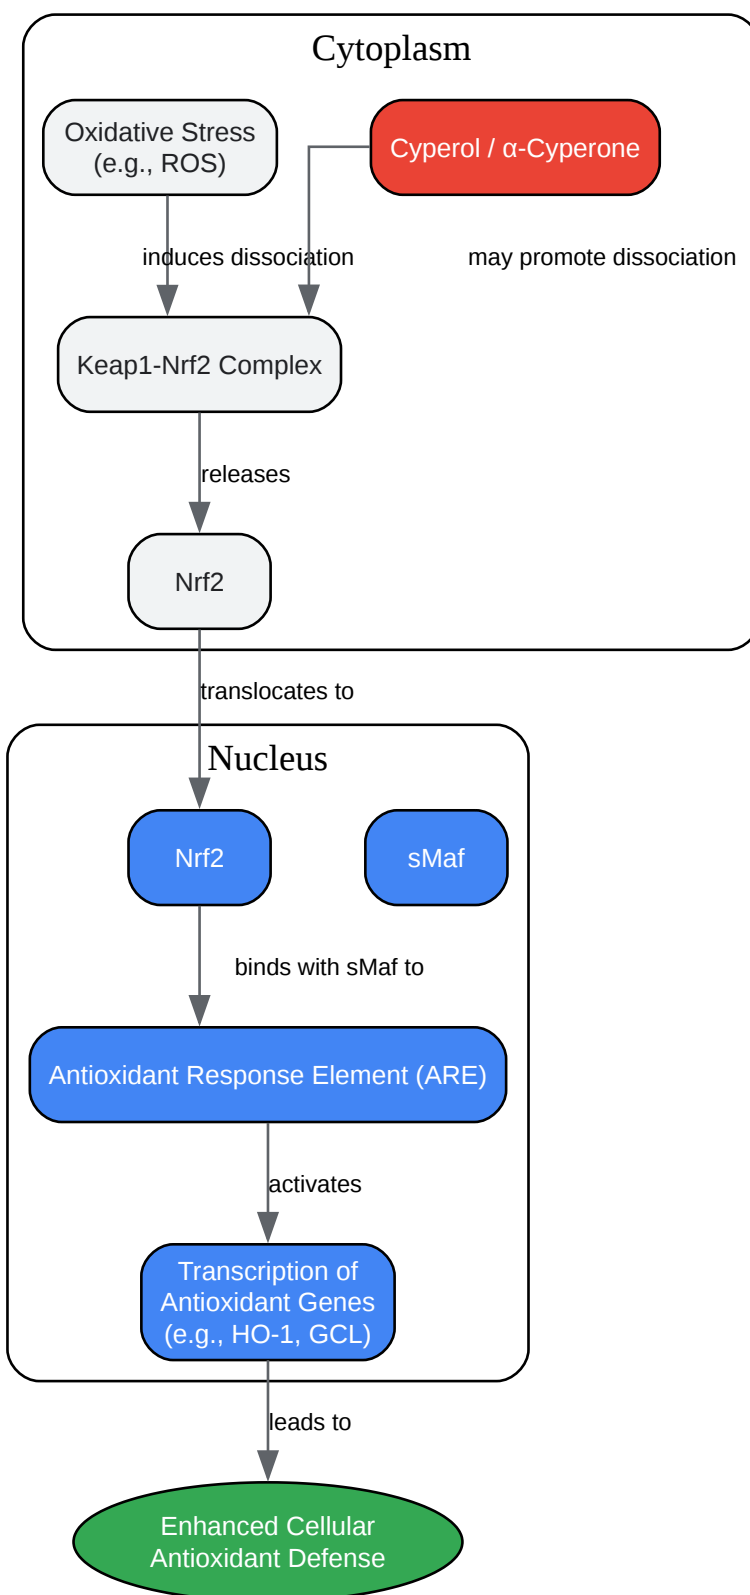 Cytoplasm
Oxidative Stress
(e.g., ROS)
Cyperol / α-Cyperone
induces dissociation
may promote dissociation
Keap1-Nrf2 Complex
releases
Nrf2
translocates to
Nucleus
Nrf2
sMaf
binds with sMaf to
Antioxidant Response Element (ARE)
activates
Transcription of
Antioxidant Genes
(e.g., HO-1, GCL)
leads to
Enhanced Cellular
Antioxidant Defense